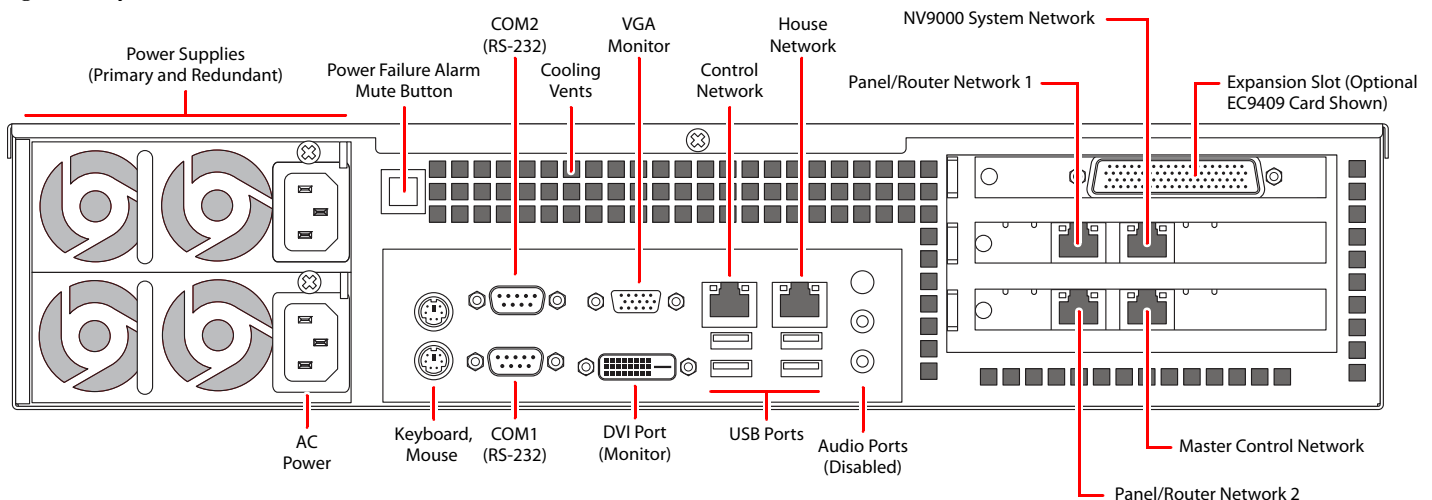 COM2
(RS-232)
VGA
Monitor
House
Network
NV9000 System Network
Power Supplies
(Primary and Redundant)
Power Failure Alarm
Mute Button
Cooling
Vents
Control
Network
Panel/Router Network 1
Expansion Slot (Optional
EC9409 Card Shown)
AC
Power
Keyboard,
Mouse
COM1
(RS-232)
DVI Port
(Monitor)
USB Ports
Audio Ports
(Disabled)
Master Control Network
Panel/Router Network 2